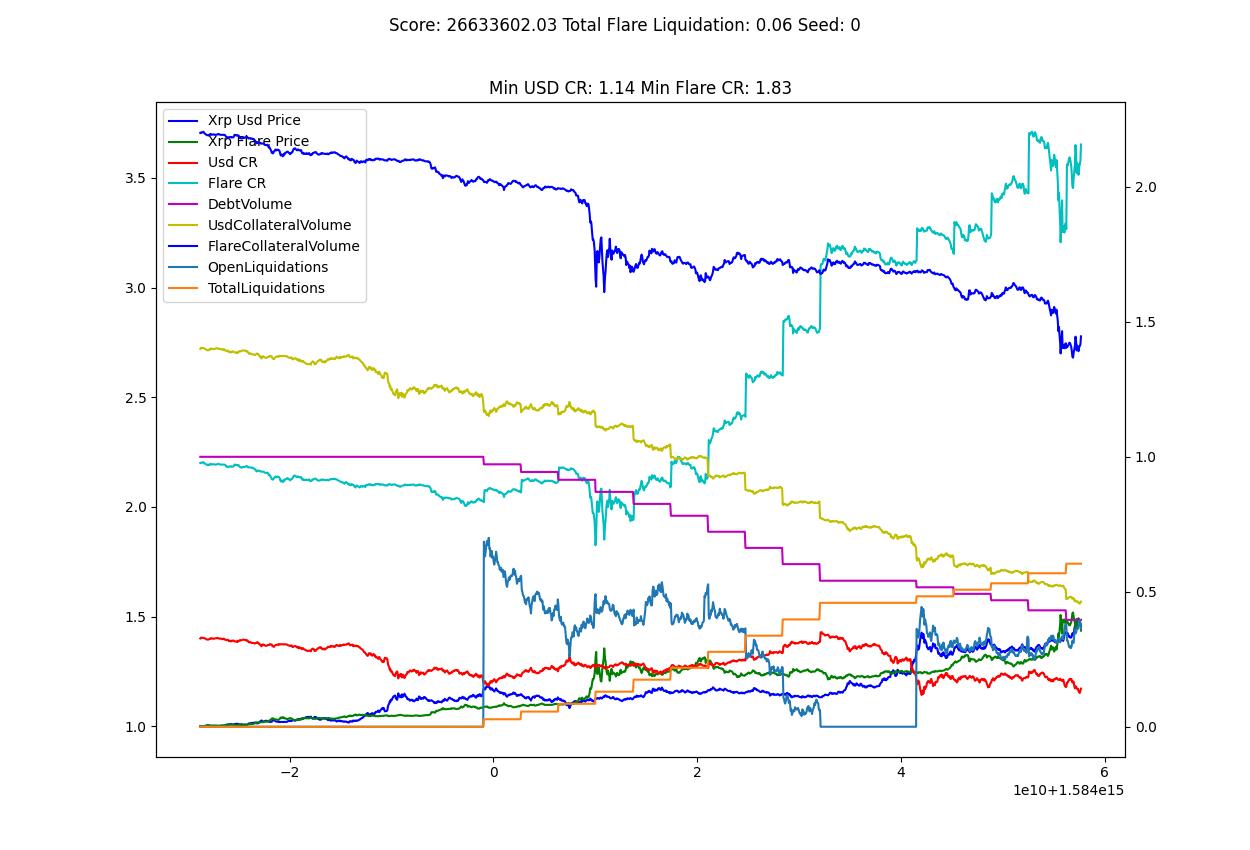 Score: 26633602.03 Total Flare Liquidation: 0.06 Seed: 0
Min USD CR: 1.14 Min Flare CR: 1.83
Xrp Usd Price
Xrp Flare Price
Usd CR
Flare CR
DebtVolume
UsdCollateralVolume
FlareCollateralVolume
OpenLiquidations
TotalLiquidations
3.5
3.0
2.5
2.0
1.5
1.0
2.0
1.5
1.0
0.5
0.0
−2
0
2
4
6
1e10+1.584e15